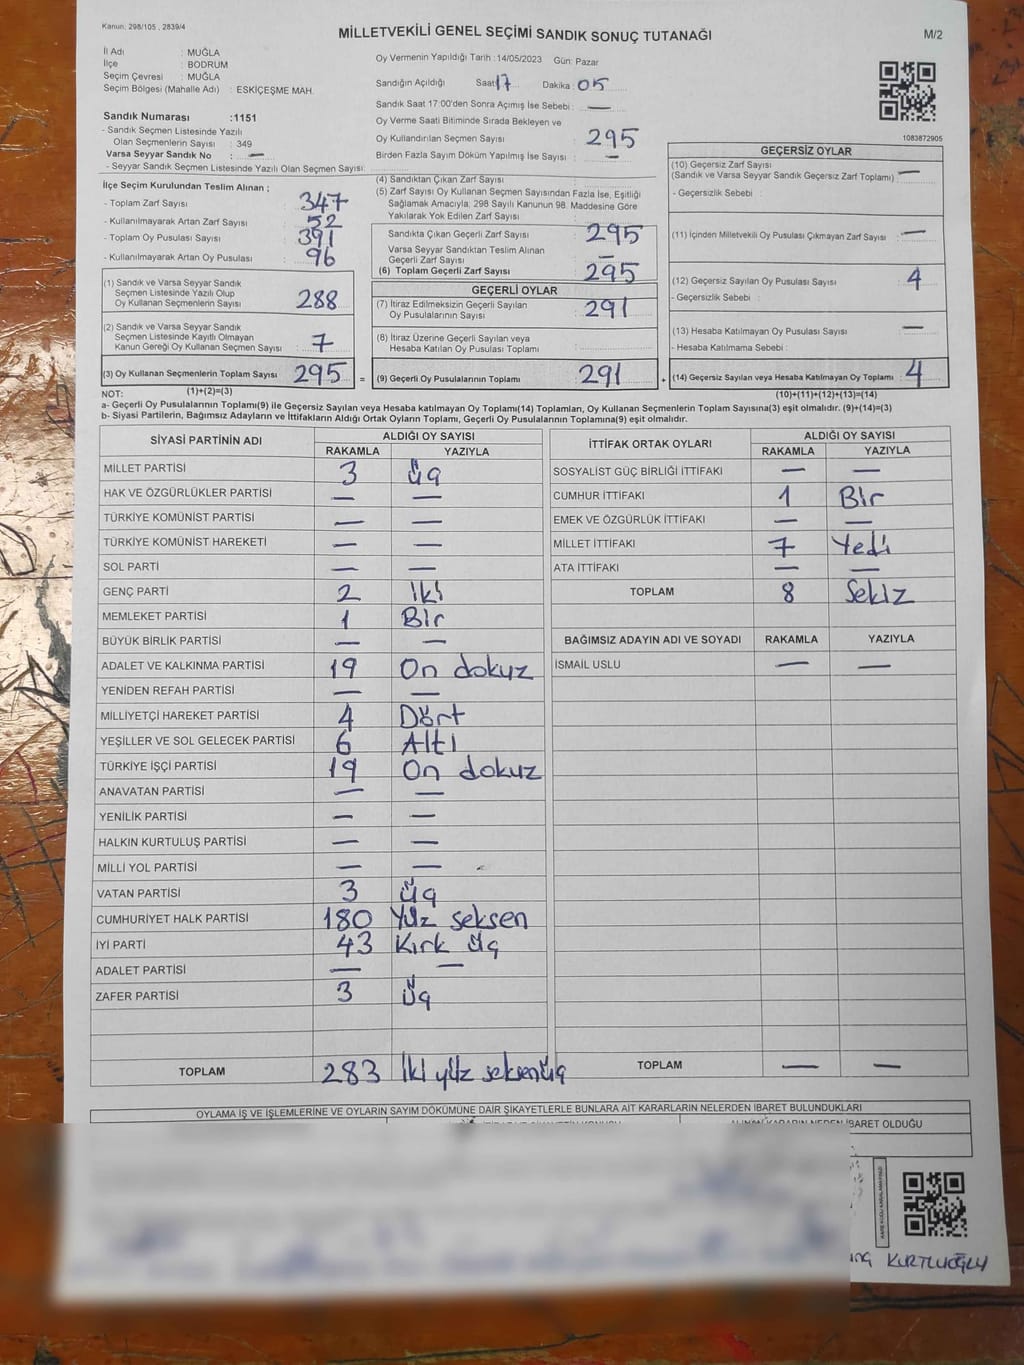 Kanun; 298/105 , 2839/4
MİLLETVEKİLİ GENEL SEÇİMİ SANDIK SONUÇ TUTANAĞI
M/2
İl Adı : MUĞLA
İlçe : BODRUM
Seçim Çevresi : MUĞLA
Seçim Bölgesi (Mahalle Adı) : ESKİÇEŞME MAH.
Oy Vermenin Yapıldığı Tarih :14/05/2023 Gün: Pazar
Sandığın Açıldığı Saat 17 Dakika : 05
Sandık Saat 17:00'den Sonra Açımış İse Sebebi : —
Oy Verme Saati Bitiminde Sırada Bekleyen ve
Oy Kullandırılan Seçmen Sayısı : 295
Birden Fazla Sayım Döküm Yapılmış İse Sayısı : —
1083872905
Sandık Numarası :1151
- Sandık Seçmen Listesinde Yazılı
Olan Seçmenlerin Sayısı : 349
Varsa Seyyar Sandık No : —
- Seyyar Sandık Seçmen Listesinde Yazılı Olan Seçmen Sayısı:
İlçe Seçim Kurulundan Teslim Alınan ;
- Toplam Zarf Sayısı : 347
- Kullanılmayarak Artan Zarf Sayısı : 52
- Toplam Oy Pusulası Sayısı : 391
- Kullanılmayarak Artan Oy Pusulası : 96
(1) Sandık ve Varsa Seyyar Sandık
Seçmen Listesinde Yazılı Olup
Oy Kullanan Seçmenlerin Sayısı : 288
(2) Sandık ve Varsa Seyyar Sandık
Seçmen Listesinde Kayıtlı Olmayan
Kanun Gereği Oy Kullanan Seçmen Sayısı : 7
(3) Oy Kullanan Seçmenlerin Toplam Sayısı 295
(4) Sandıktan Çıkan Zarf Sayısı :
(5) Zarf Sayısı Oy Kullanan Seçmen Sayısından Fazla İse, Eşitliği
Sağlamak Amacıyla, 298 Sayılı Kanunun 98. Maddesine Göre
Yakılarak Yok Edilen Zarf Sayısı :
Sandıkta Çıkan Geçerli Zarf Sayısı : 295
Varsa Seyyar Sandıktan Teslim Alınan
Geçerli Zarf Sayısı : —
(6) Toplam Geçerli Zarf Sayısı : 295
GEÇERLİ OYLAR
(7) İtiraz Edilmeksizin Geçerli Sayılan
Oy Pusulalarının Sayısı : 291
(8) İtiraz Üzerine Geçerli Sayılan veya
Hesaba Katılan Oy Pusulası Toplamı :
= (9) Geçerli Oy Pusulalarının Toplamı : 291 +
GEÇERSİZ OYLAR
(10) Geçersiz Zarf Sayısı
(Sandık ve Varsa Seyyar Sandık Geçersiz Zarf Toplamı) : —
- Geçersizlik Sebebi :
(11) İçinden Milletvekili Oy Pusulası Çıkmayan Zarf Sayısı : —
(12) Geçersiz Sayılan Oy Pusulası Sayısı : 4
- Geçersizlik Sebebi :
(13) Hesaba Katılmayan Oy Pusulası Sayısı : —
- Hesaba Katılmama Sebebi :
(14) Geçersiz Sayılan veya Hesaba Katılmayan Oy Toplamı : 4
NOT: (1)+(2)=(3)
(10)+(11)+(12)+(13)=(14)
a- Geçerli Oy Pusulalarının Toplamı(9) ile Geçersiz Sayılan veya Hesaba katılmayan Oy Toplamı(14) Toplamları, Oy Kullanan Seçmenlerin Toplam Sayısına(3) eşit olmalıdır. (9)+(14)=(3)
b- Siyasi Partilerin, Bağımsız Adayların ve İttifakların Aldığı Ortak Oyların Toplamı, Geçerli Oy Pusulalarının Toplamına(9) eşit olmalıdır.
SİYASİ PARTİNİN ADI ALDIĞI OY SAYISI
RAKAMLA YAZIYLA
MİLLET PARTİSİ 3 Üç
HAK VE ÖZGÜRLÜKLER PARTİSİ — —
TÜRKİYE KOMÜNİST PARTİSİ — —
TÜRKİYE KOMÜNİST HAREKETİ — —
SOL PARTİ — —
GENÇ PARTİ 2 İki
MEMLEKET PARTİSİ 1 Bir
BÜYÜK BİRLİK PARTİSİ — —
ADALET VE KALKINMA PARTİSİ 19 On dokuz
YENİDEN REFAH PARTİSİ — —
MİLLİYETÇİ HAREKET PARTİSİ 4 Dört
YEŞİLLER VE SOL GELECEK PARTİSİ 6 Altı
TÜRKİYE İŞÇİ PARTİSİ 19 On dokuz
ANAVATAN PARTİSİ — —
YENİLİK PARTİSİ — —
HALKIN KURTULUŞ PARTİSİ — —
MİLLİ YOL PARTİSİ — —
VATAN PARTİSİ 3 Üç
CUMHURİYET HALK PARTİSİ 180 Yüz seksen
İYİ PARTİ 43 Kırk üç
ADALET PARTİSİ — —
ZAFER PARTİSİ 3 Üç
TOPLAM 283 İki yüz seksenüç
İTTİFAK ORTAK OYLARI ALDIĞI OY SAYISI
RAKAMLA YAZIYLA
SOSYALİST GÜÇ BİRLİĞİ İTTİFAKI — —
CUMHUR İTTİFAKI 1 Bir
EMEK VE ÖZGÜRLÜK İTTİFAKI — —
MİLLET İTTİFAKI 7 Yedi
ATA İTTİFAKI — —
TOPLAM 8 Sekiz
BAĞIMSIZ ADAYIN ADI VE SOYADI RAKAMLA YAZIYLA
İSMAİL USLU — —
TOPLAM — —
OYLAMA İŞ VE İŞLEMLERİNE VE OYLARIN SAYIM DÖKÜMÜNE DAİR ŞİKAYETLERLE BUNLARA AİT KARARLARIN NELERDEN İBARET BULUNDUKLARI
ALINAN KARARIN NEDEN İBARET OLDUĞU
KURTLUOĞLU